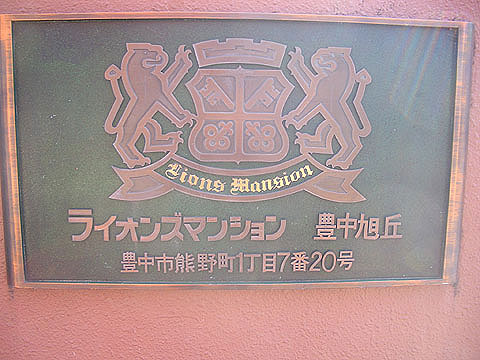 Lions Mansion
ライオンズマンション 豊中旭丘
豊中市熊野町1丁目7番20号